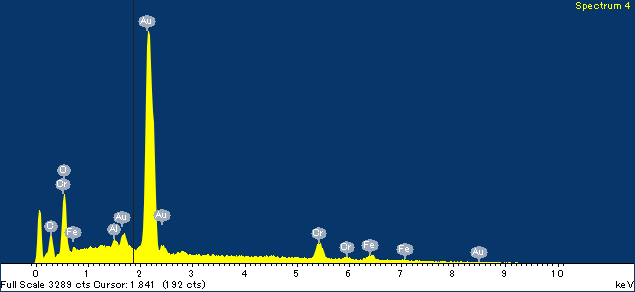 Spectrum 4
Au
O
Cr
C
Fe
Al
Au
Au
Cr
Cr
Fe
Fe
Au
0 1 2 3 4 5 6 7 8 9 10
Full Scale 3289 cts Cursor: 1.841 (192 cts) keV